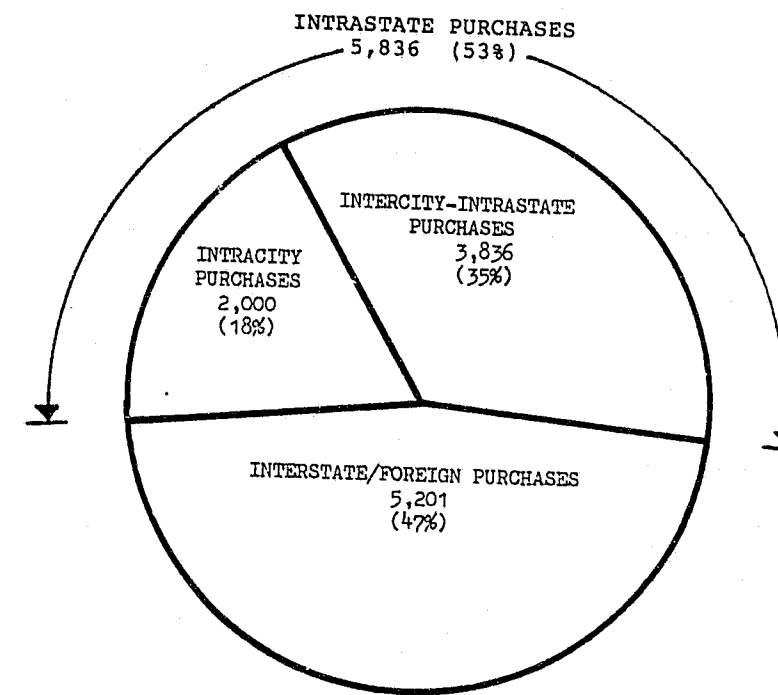 INTRASTATE PURCHASES
5,836 (53%)
INTERCITY-INTRASTATE
PURCHASES
3,836
(35%)
INTRACITY
PURCHASES
2,000
(18%)
INTERSTATE/FOREIGN PURCHASES
5,201
(47%)